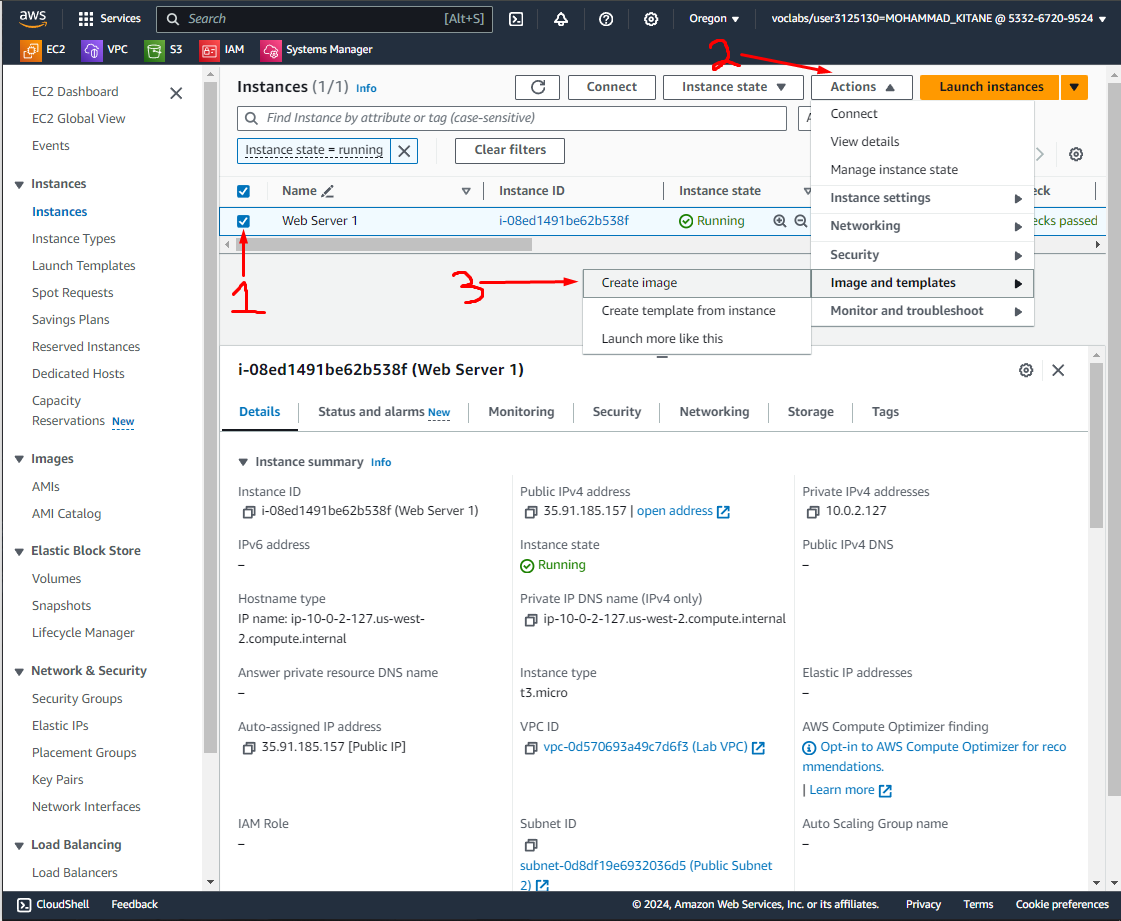 aws Services Search [Alt+S] Oregon voclabs/user3125130=MOHAMMAD_KITANE @ 5332-6720-9524
EC2 VPC S3 IAM Systems Manager
2
EC2 Dashboard
EC2 Global View
Events
Instances
Instances
Instance Types
Launch Templates
Spot Requests
Savings Plans
Reserved Instances
Dedicated Hosts
Capacity
Reservations New
Images
AMIs
AMI Catalog
Elastic Block Store
Volumes
Snapshots
Lifecycle Manager
Network & Security
Security Groups
Elastic IPs
Placement Groups
Key Pairs
Network Interfaces
Load Balancing
Load Balancers
Instances (1/1) Info Connect Instance state Actions Launch instances
Find Instance by attribute or tag (case-sensitive)
Instance state = running Clear filters
Name Instance ID Instance state
Web Server 1 i-08ed1491be62b538f Running checks passed
1
3
Connect
View details
Manage instance state
Instance settings
Networking
Security
Image and templates
Monitor and troubleshoot
Create image
Create template from instance
Launch more like this
i-08ed1491be62b538f (Web Server 1)
Details Status and alarms New Monitoring Security Networking Storage Tags
Instance summary Info
Instance ID
i-08ed1491be62b538f (Web Server 1)
Public IPv4 address
35.91.185.157 | open address
Private IPv4 addresses
10.0.2.127
IPv6 address
–
Instance state
Running
Public IPv4 DNS
–
Hostname type
IP name: ip-10-0-2-127.us-west-
2.compute.internal
Private IP DNS name (IPv4 only)
ip-10-0-2-127.us-west-2.compute.internal
Answer private resource DNS name
–
Instance type
t3.micro
Elastic IP addresses
–
Auto-assigned IP address
35.91.185.157 [Public IP]
VPC ID
vpc-0d570693a49c7d6f3 (Lab VPC)
AWS Compute Optimizer finding
Opt-in to AWS Compute Optimizer for reco
mmendations.
| Learn more
IAM Role
–
Subnet ID
subnet-0d8df19e6932036d5 (Public Subnet
2)
Auto Scaling Group name
–
CloudShell Feedback © 2024, Amazon Web Services, Inc. or its affiliates. Privacy Terms Cookie preferences